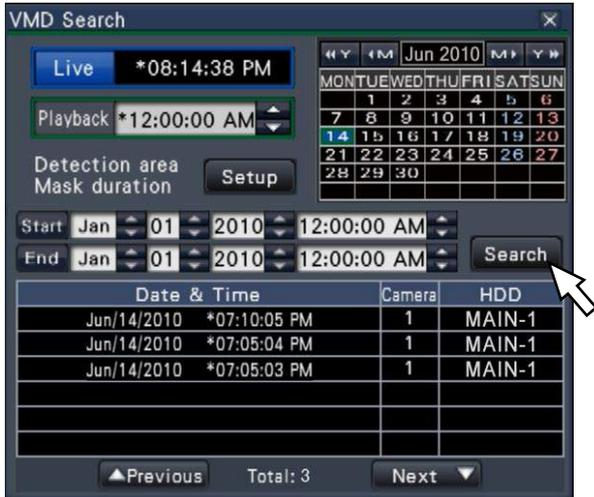 VMD Search
Live *08:14:38 PM
Playback *12:00:00 AM
Detection area
Mask duration
Setup
Y M Jun 2010 M Y
MON TUE WED THU FRI SAT SUN
1 2 3 4 5 6
7 8 9 10 11 12 13
14 15 16 17 18 19 20
21 22 23 24 25 26 27
28 29 30
Start Jan 01 2010 12:00:00 AM
End Jan 01 2010 12:00:00 AM
Search
Date & Time Camera HDD
Jun/14/2010 *07:10:05 PM 1 MAIN-1
Jun/14/2010 *07:05:04 PM 1 MAIN-1
Jun/14/2010 *07:05:03 PM 1 MAIN-1
Previous Total: 3 Next